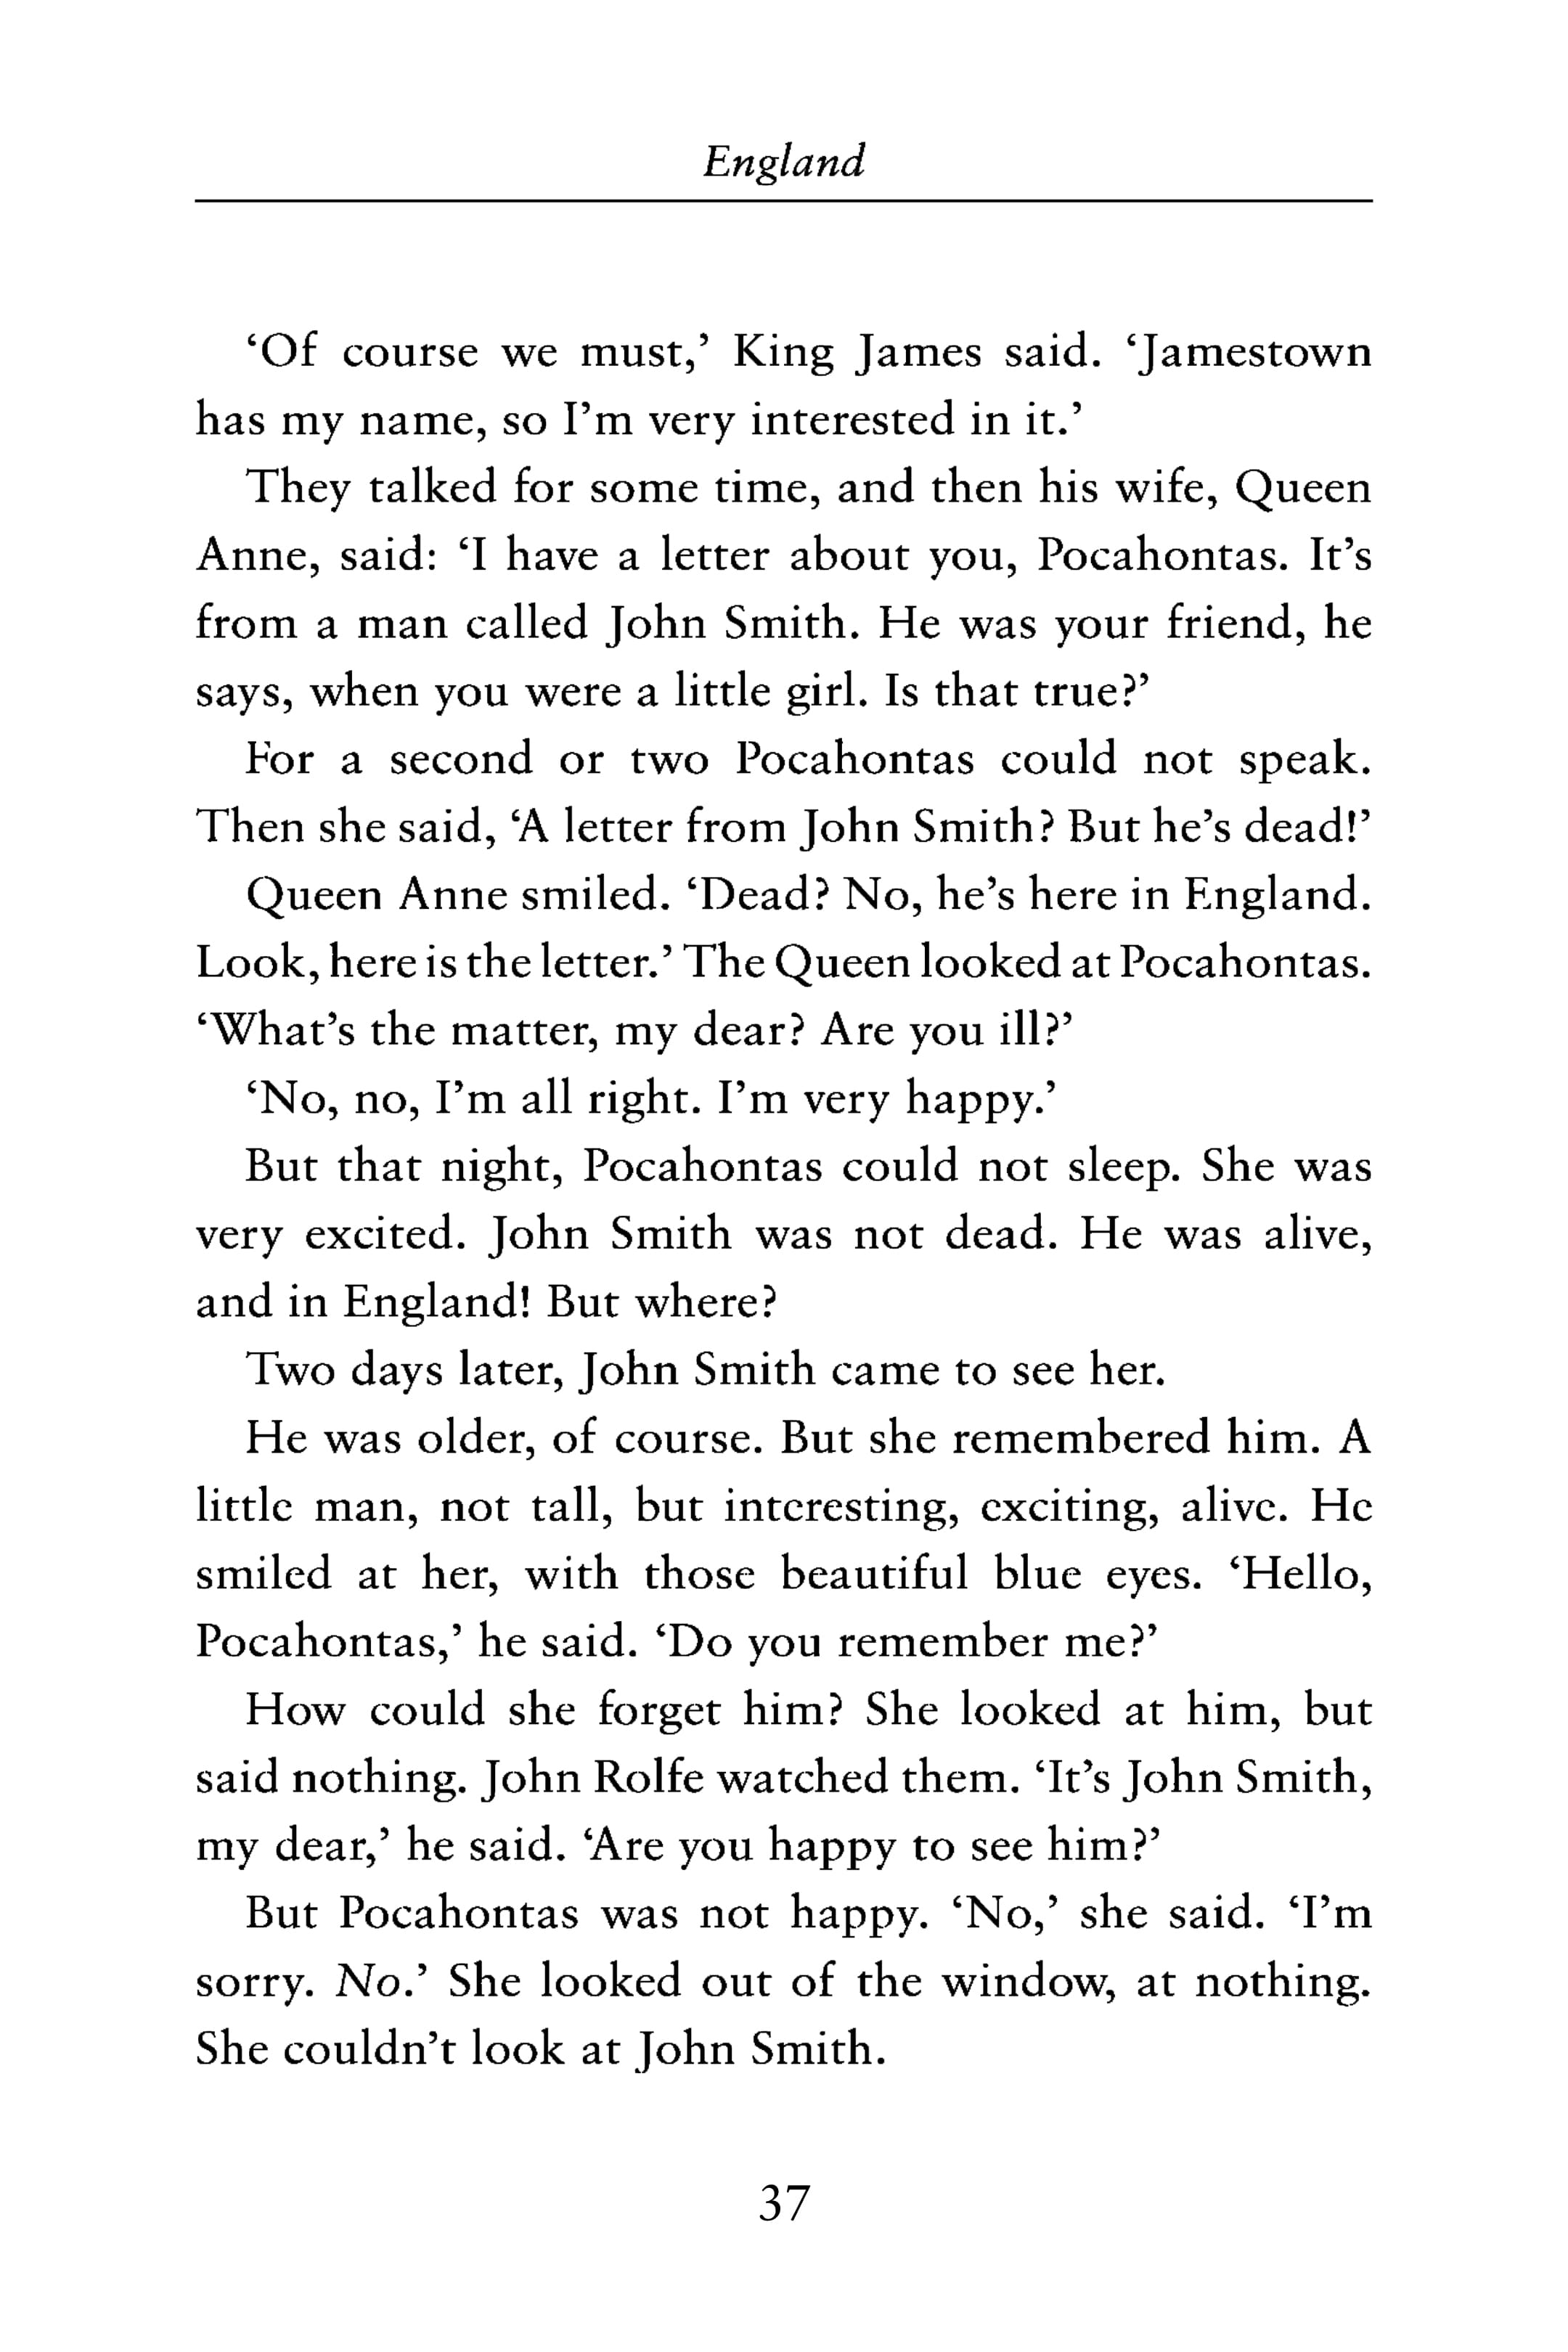 England
‘Of course we must,’ King James said. ‘Jamestown
has my name, so I’m very interested in it.’
They talked for some time, and then his wife, Queen
Anne, said: ‘I have a letter about you, Pocahontas. It’s
from a man called John Smith. He was your friend, he
says, when you were a little girl. Is that true?’
For a second or two Pocahontas could not speak.
Then she said, ‘A letter from John Smith? But he’s dead!’
Queen Anne smiled. ‘Dead? No, he’s here in England.
Look, here is the letter.’ The Queen looked at Pocahontas.
‘What’s the matter, my dear? Are you ill?’
‘No, no, I’m all right. I’m very happy.’
But that night, Pocahontas could not sleep. She was
very excited. John Smith was not dead. He was alive,
and in England! But where?
Two days later, John Smith came to see her.
He was older, of course. But she remembered him. A
little man, not tall, but interesting, exciting, alive. He
smiled at her, with those beautiful blue eyes. ‘Hello,
Pocahontas,’ he said. ‘Do you remember me?’
How could she forget him? She looked at him, but
said nothing. John Rolfe watched them. ‘It’s John Smith,
my dear,’ he said. ‘Are you happy to see him?’
But Pocahontas was not happy. ‘No,’ she said. ‘I’m
sorry. No.’ She looked out of the window, at nothing.
She couldn’t look at John Smith.
37